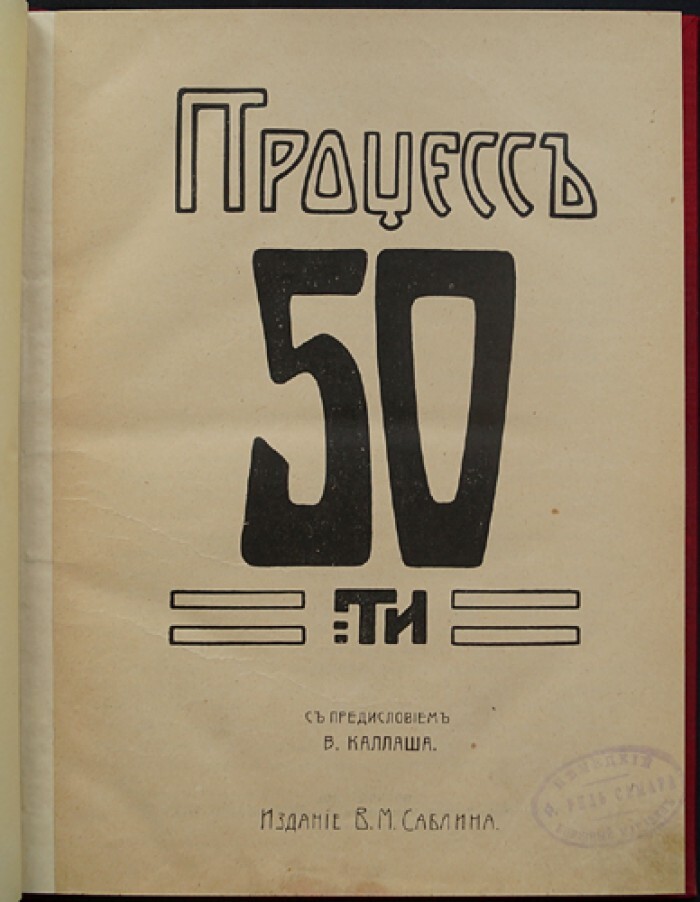 Процессъ
50
ти
Съ предисловіемъ
В. Каллаша.
Изданіе В. М. Саблина.